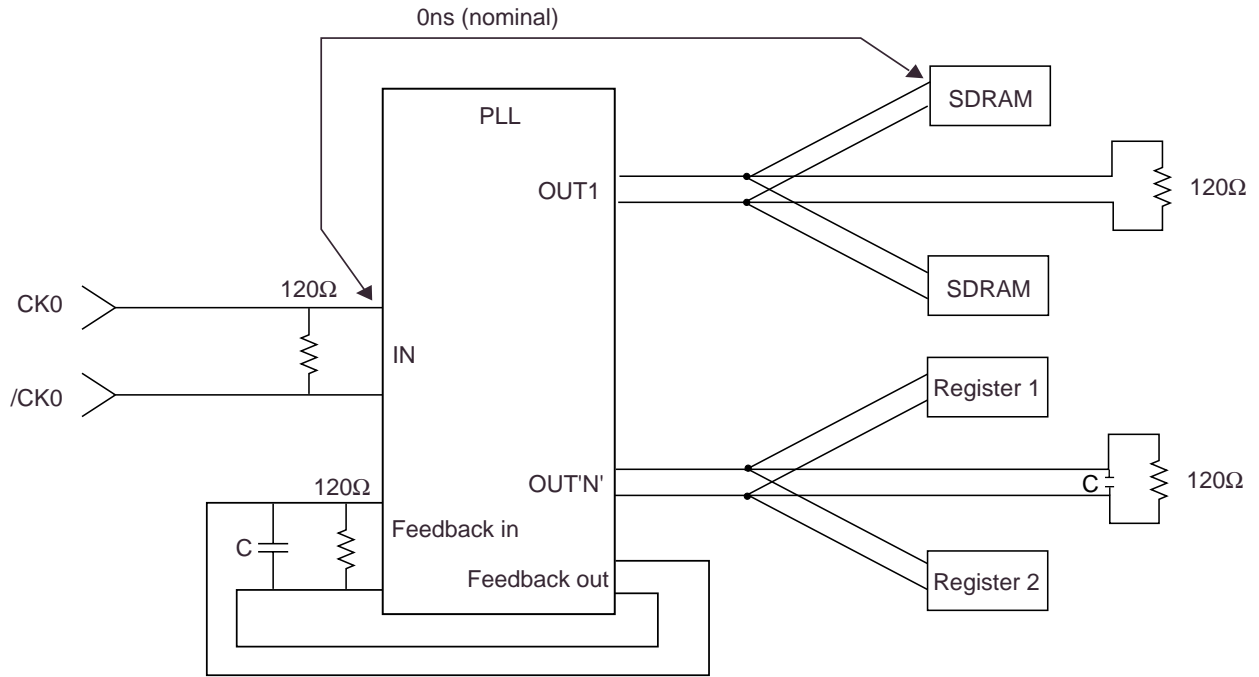 0ns (nominal)
PLL
SDRAM
OUT1
120Ω
SDRAM
CK0
120Ω
IN
/CK0
Register 1
OUT'N'
C
120Ω
120Ω
Feedback in
C
Feedback out
Register 2